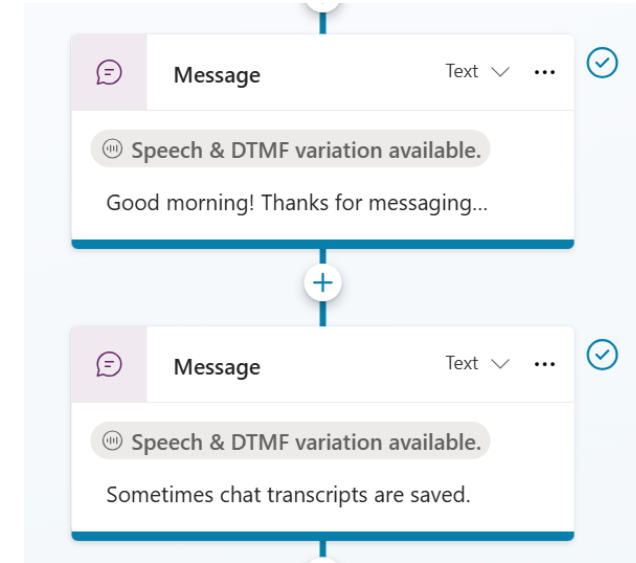 Message
Text
Speech & DTMF variation available.
Good morning! Thanks for messaging...
Message
Text
Speech & DTMF variation available.
Sometimes chat transcripts are saved.